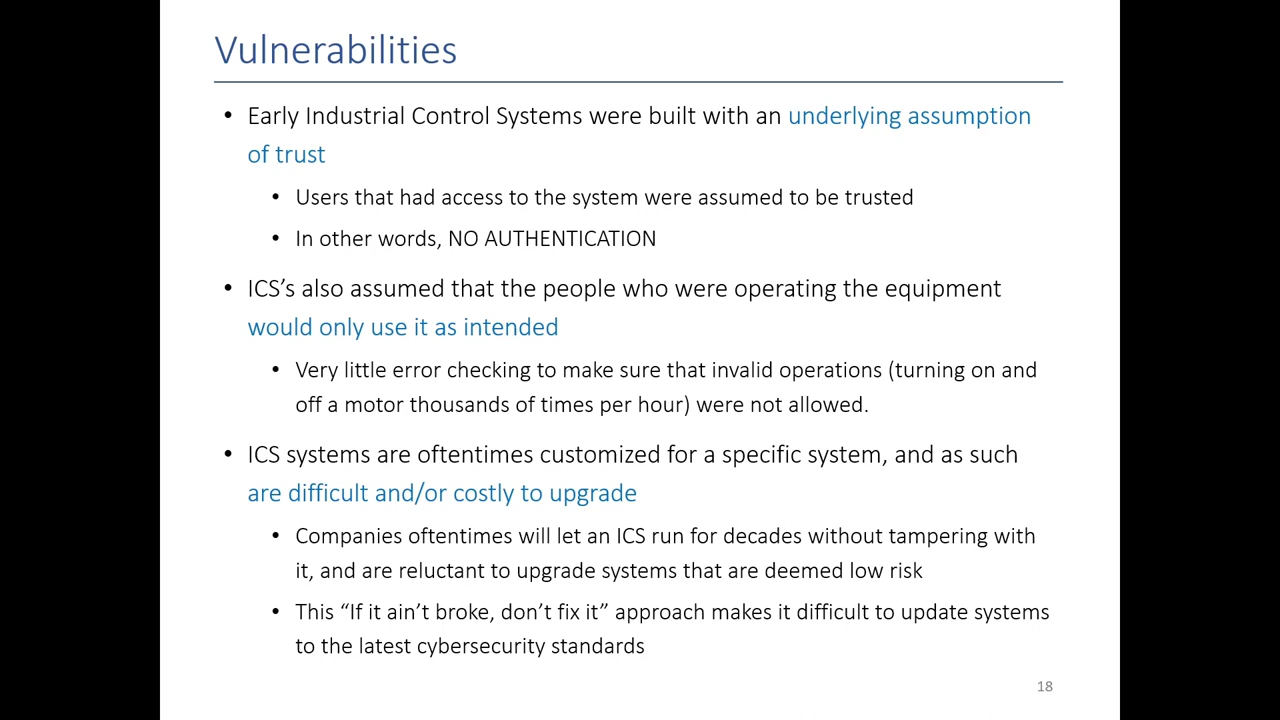 Vulnerabilities
• Early Industrial Control Systems were built with an underlying assumption
of trust
• Users that had access to the system were assumed to be trusted
• In other words, NO AUTHENTICATION
• ICS’s also assumed that the people who were operating the equipment
would only use it as intended
• Very little error checking to make sure that invalid operations (turning on and
off a motor thousands of times per hour) were not allowed.
• ICS systems are oftentimes customized for a specific system, and as such
are difficult and/or costly to upgrade
• Companies oftentimes will let an ICS run for decades without tampering with
it, and are reluctant to upgrade systems that are deemed low risk
• This “If it ain’t broke, don’t fix it” approach makes it difficult to update systems
to the latest cybersecurity standards
18